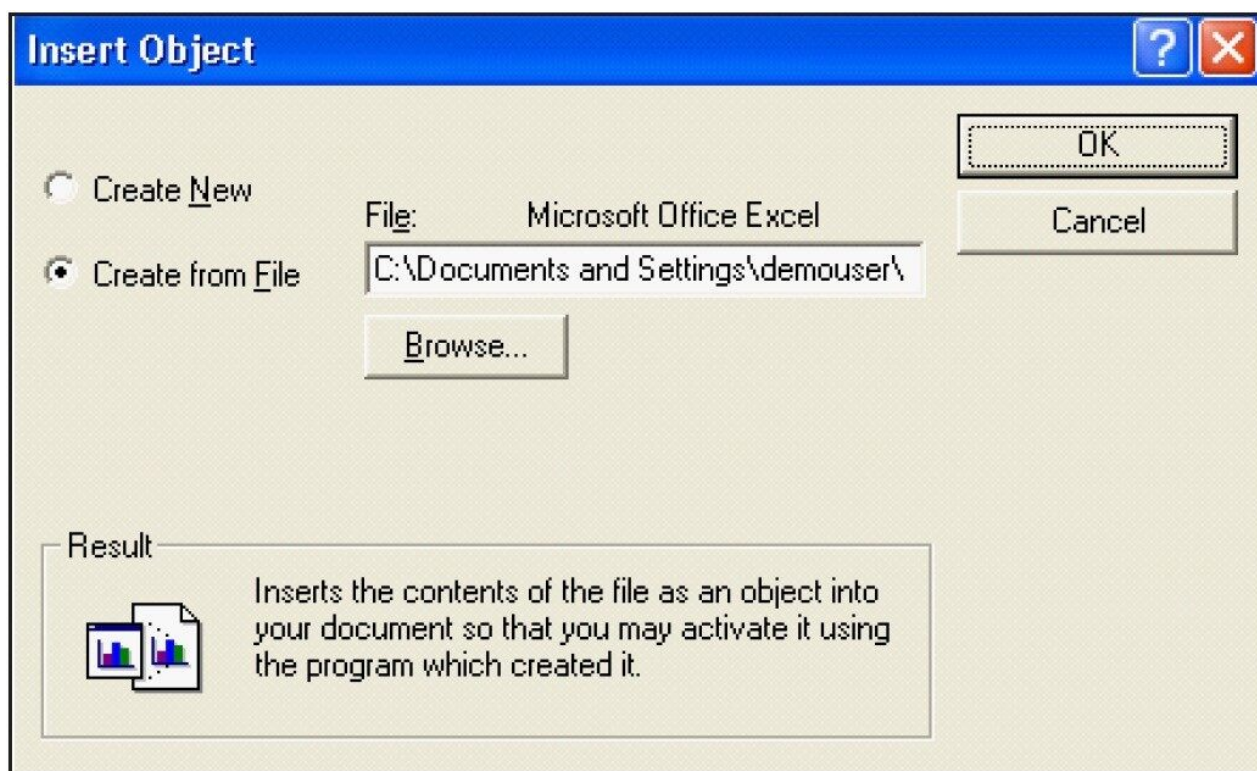 Insert Object
OK
Create New
File: Microsoft Office Excel
Cancel
Create from File
C:\Documents and Settings\demouser\
Browse...
Result
Inserts the contents of the file as an object into
your document so that you may activate it using
the program which created it.